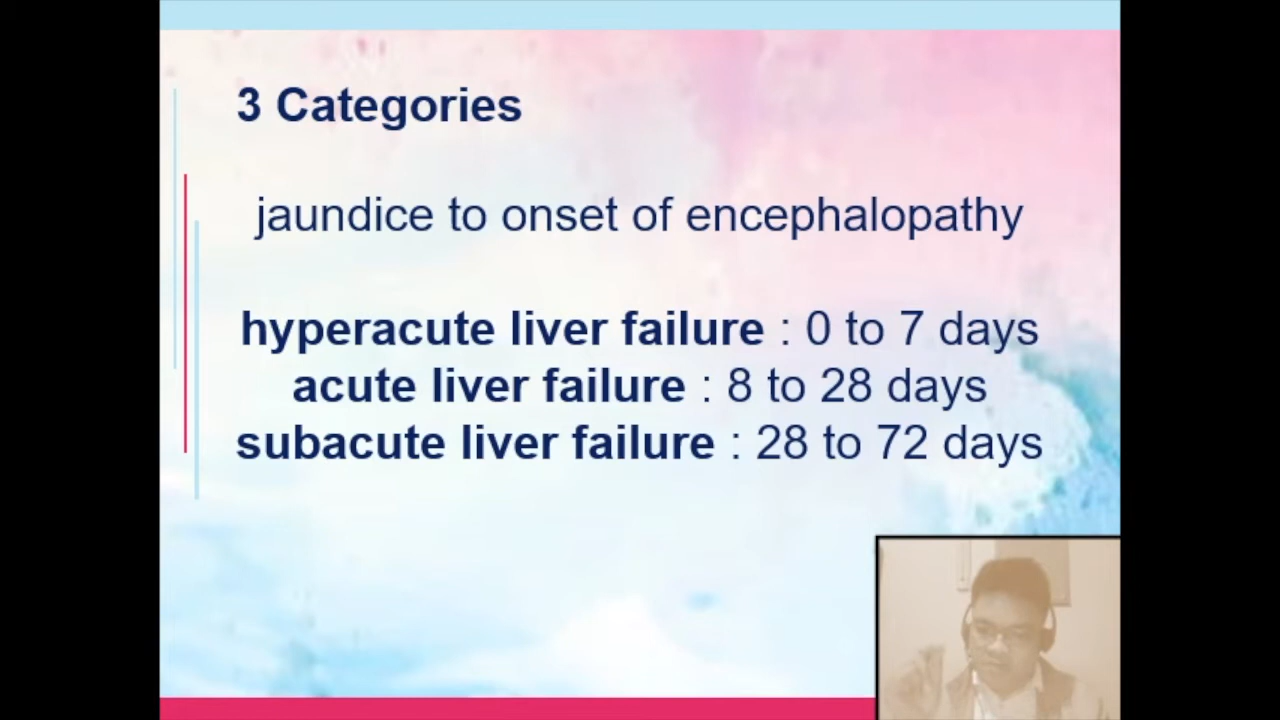 3 Categories
jaundice to onset of encephalopathy
hyperacute liver failure : 0 to 7 days
acute liver failure : 8 to 28 days
subacute liver failure : 28 to 72 days